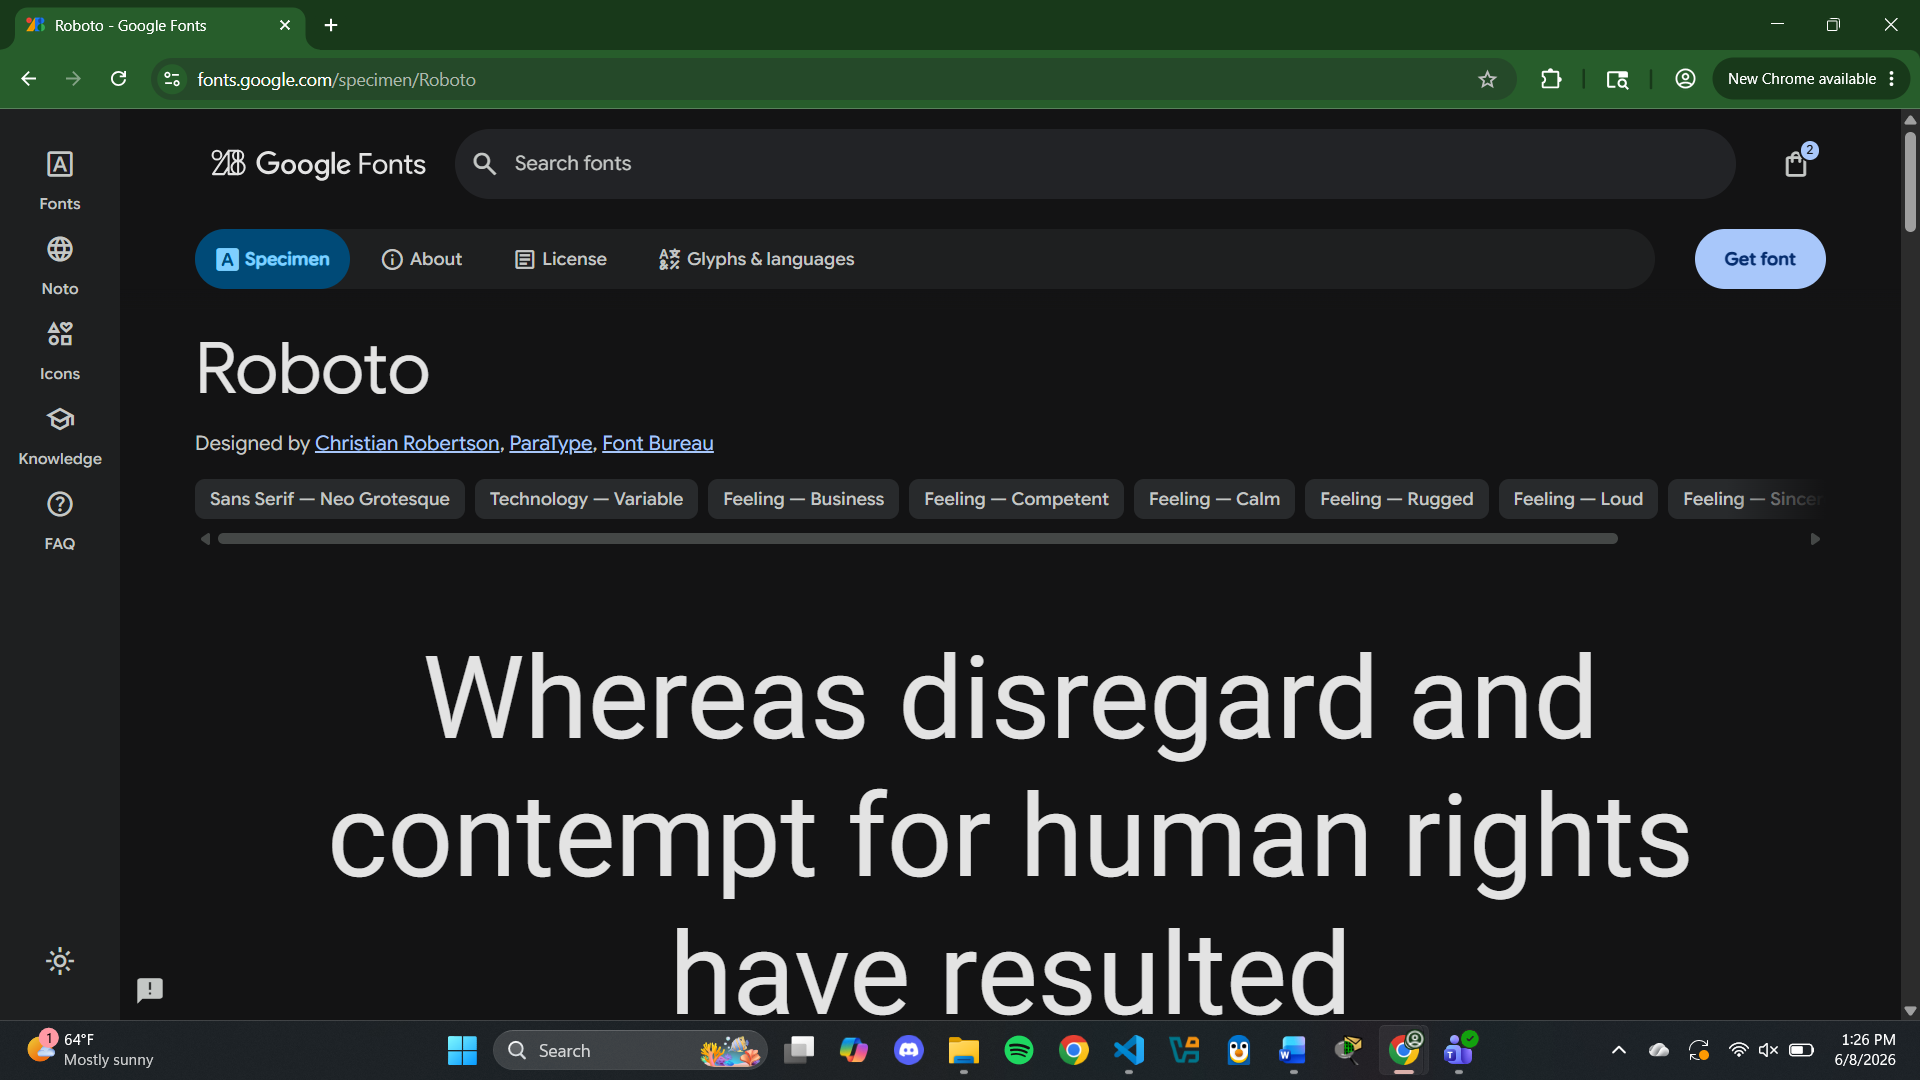 Roboto - Google Fonts
fonts.google.com/specimen/Roboto
New Chrome available
Google Fonts
Search fonts
2
Fonts
Noto
Icons
Knowledge
FAQ
Specimen
About
License
Glyphs & languages
Get font
Roboto
Designed by Christian Robertson, ParaType, Font Bureau
Sans Serif — Neo Grotesque
Technology — Variable
Feeling — Business
Feeling — Competent
Feeling — Calm
Feeling — Rugged
Feeling — Loud
Feeling — Sincer
Whereas disregard and
contempt for human rights
have resulted
1
64°F
Mostly sunny
Search
1:26 PM
6/8/2026